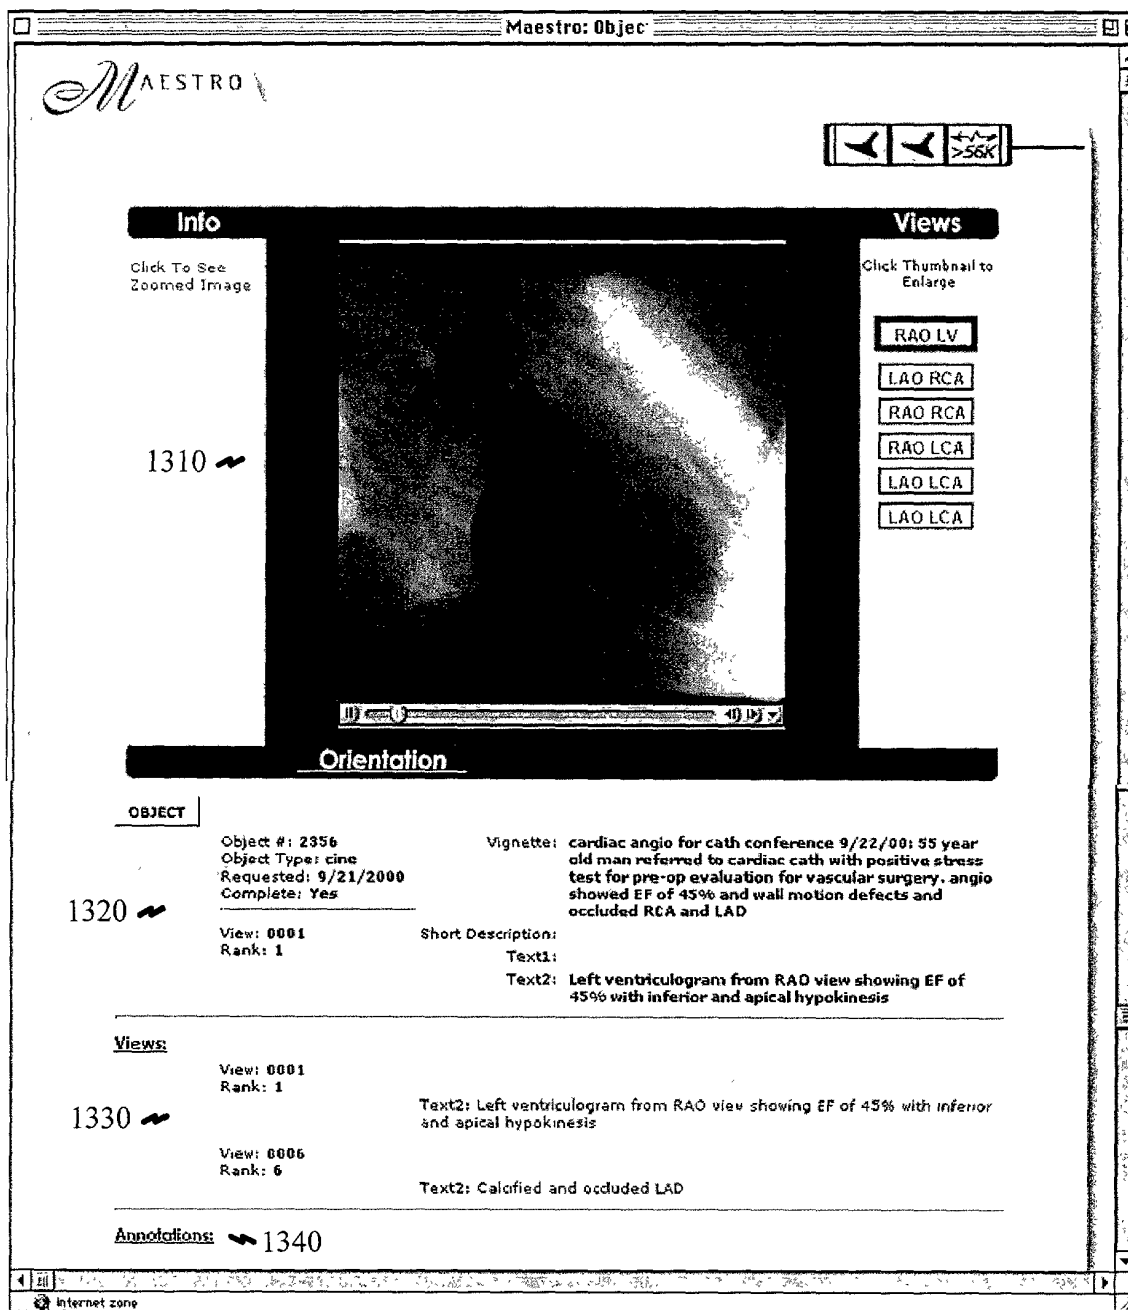 Maestro: Objec
MAESTRO
>56K
Info
Views
Click To See
Zoomed Image
Click Thumbnail to
Enlarge
RAO LV
LAO RCA
RAO RCA
RAO LCA
LAO LCA
LAO LCA
1310
Orientation
OBJECT
Object #: 2356
Object Type: cine
Requested: 9/21/2000
Complete: Yes
Vignette: cardiac angio for cath conference 9/22/00: 55 year
old man referred to cardiac cath with positive stress
test for pre-op evaluation for vascular surgery. angio
showed EF of 45% and wall motion defects and
occluded RCA and LAD
1320
View: 0001
Rank: 1
Short Description:
Text1:
Text2: Left ventriculogram from RAO view showing EF of
45% with inferior and apical hypokinesis
Views:
View: 0001
Rank: 1
1330
Text2: Left ventriculogram from RAO view showing EF of 45% with inferior
and apical hypokinesis
View: 0006
Rank: 6
Text2: Calcified and occluded LAD
Annotations: 1340
Internet zone